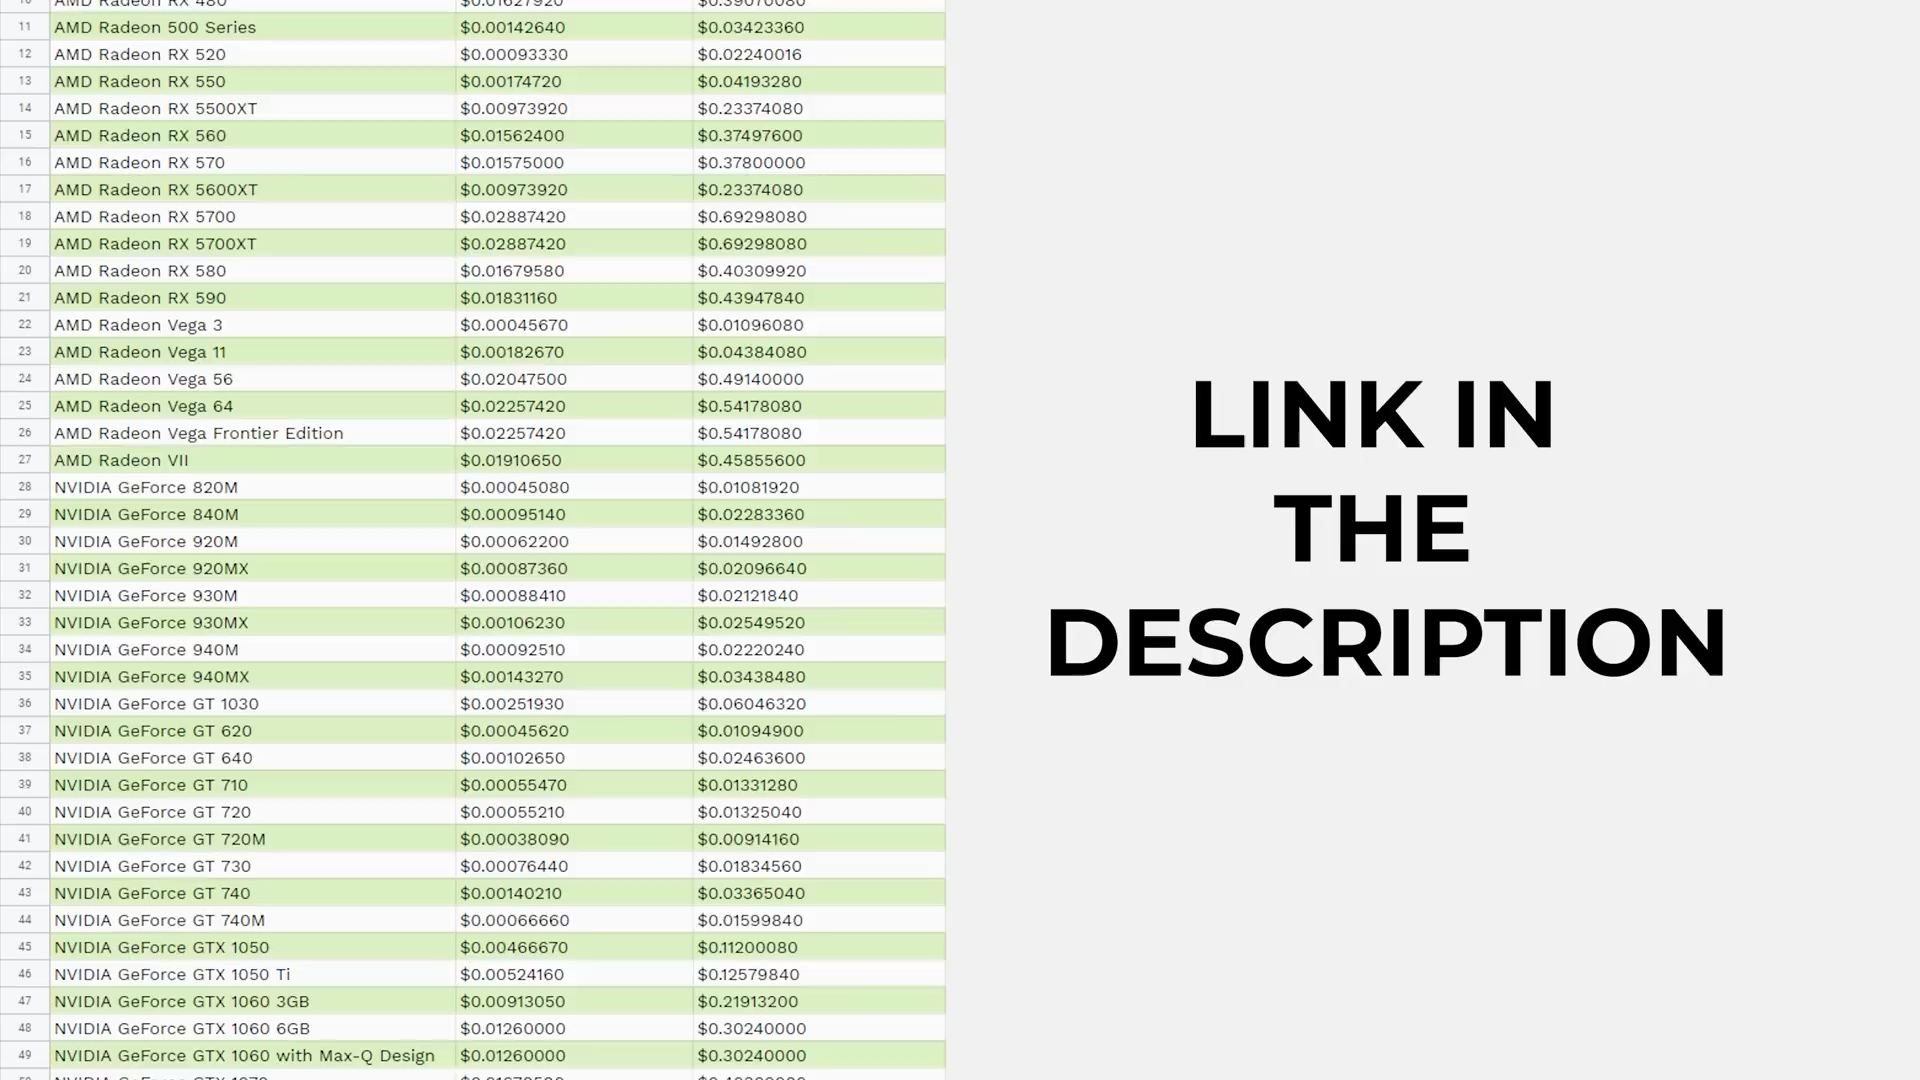 10 AMD Radeon RX 480 $0.01627920 $0.39070080
11 AMD Radeon 500 Series $0.00142640 $0.03423360
12 AMD Radeon RX 520 $0.00093330 $0.02240016
13 AMD Radeon RX 550 $0.00174720 $0.04193280
14 AMD Radeon RX 5500XT $0.00973920 $0.23374080
15 AMD Radeon RX 560 $0.01562400 $0.37497600
16 AMD Radeon RX 570 $0.01575000 $0.37800000
17 AMD Radeon RX 5600XT $0.00973920 $0.23374080
18 AMD Radeon RX 5700 $0.02887420 $0.69298080
19 AMD Radeon RX 5700XT $0.02887420 $0.69298080
20 AMD Radeon RX 580 $0.01679580 $0.40309920
21 AMD Radeon RX 590 $0.01831160 $0.43947840
22 AMD Radeon Vega 3 $0.00045670 $0.01096080
23 AMD Radeon Vega 11 $0.00182670 $0.04384080
24 AMD Radeon Vega 56 $0.02047500 $0.49140000
25 AMD Radeon Vega 64 $0.02257420 $0.54178080
26 AMD Radeon Vega Frontier Edition $0.02257420 $0.54178080
27 AMD Radeon VII $0.01910650 $0.45855600
28 NVIDIA GeForce 820M $0.00045080 $0.01081920
29 NVIDIA GeForce 840M $0.00095140 $0.02283360
30 NVIDIA GeForce 920M $0.00062200 $0.01492800
31 NVIDIA GeForce 920MX $0.00087360 $0.02096640
32 NVIDIA GeForce 930M $0.00088410 $0.02121840
33 NVIDIA GeForce 930MX $0.00106230 $0.02549520
34 NVIDIA GeForce 940M $0.00092510 $0.02220240
35 NVIDIA GeForce 940MX $0.00143270 $0.03438480
36 NVIDIA GeForce GT 1030 $0.00251930 $0.06046320
37 NVIDIA GeForce GT 620 $0.00045620 $0.01094900
38 NVIDIA GeForce GT 640 $0.00102650 $0.02463600
39 NVIDIA GeForce GT 710 $0.00055470 $0.01331280
40 NVIDIA GeForce GT 720 $0.00055210 $0.01325040
41 NVIDIA GeForce GT 720M $0.00038090 $0.00914160
42 NVIDIA GeForce GT 730 $0.00076440 $0.01834560
43 NVIDIA GeForce GT 740 $0.00140210 $0.03365040
44 NVIDIA GeForce GT 740M $0.00066660 $0.01599840
45 NVIDIA GeForce GTX 1050 $0.00466670 $0.11200080
46 NVIDIA GeForce GTX 1050 Ti $0.00524160 $0.12579840
47 NVIDIA GeForce GTX 1060 3GB $0.00913050 $0.21913200
48 NVIDIA GeForce GTX 1060 6GB $0.01260000 $0.30240000
49 NVIDIA GeForce GTX 1060 with Max-Q Design $0.01260000 $0.30240000
LINK IN
THE
DESCRIPTION